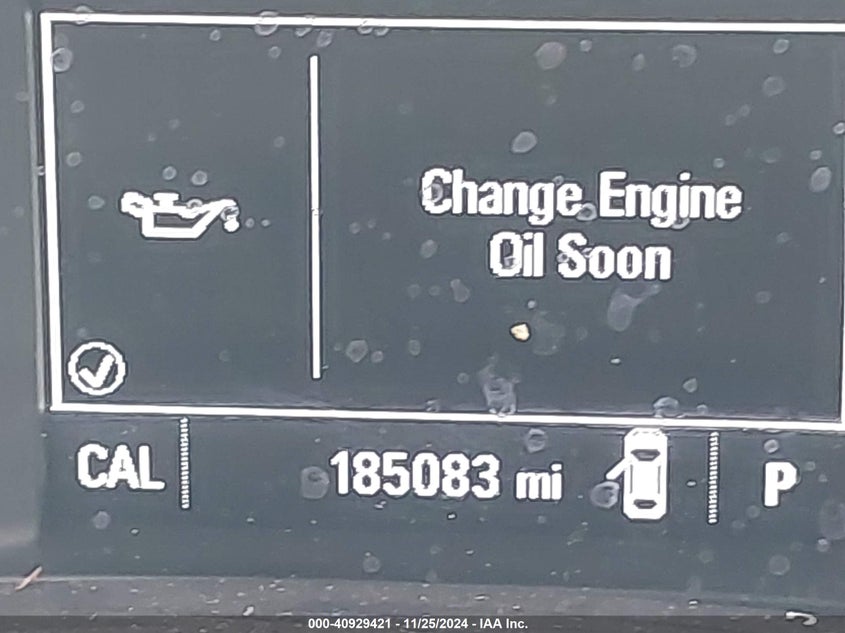 Change Engine
Oil Soon
CAL 185083 mi P
000-40929421 - 11/25/2024 - IAA Inc.